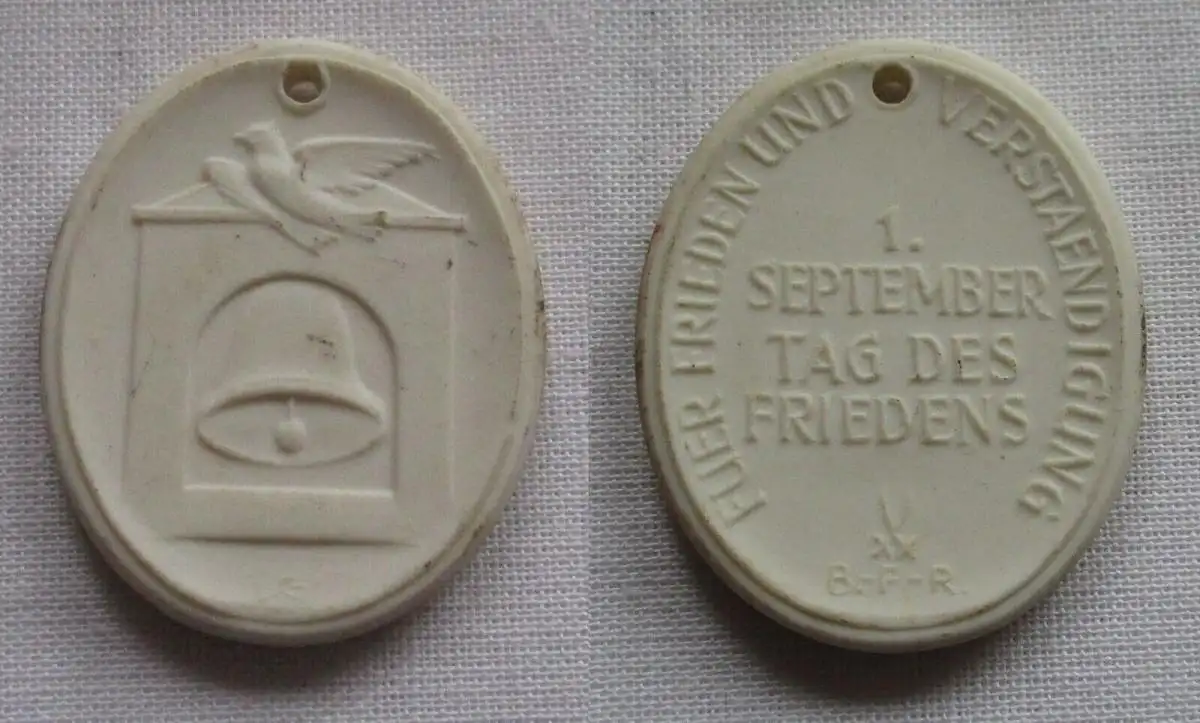 FUER FRIEDEN UND VERSTAENDIGUNG
1.
SEPTEMBER
TAG DES
FRIEDENS
B.-F.-R.